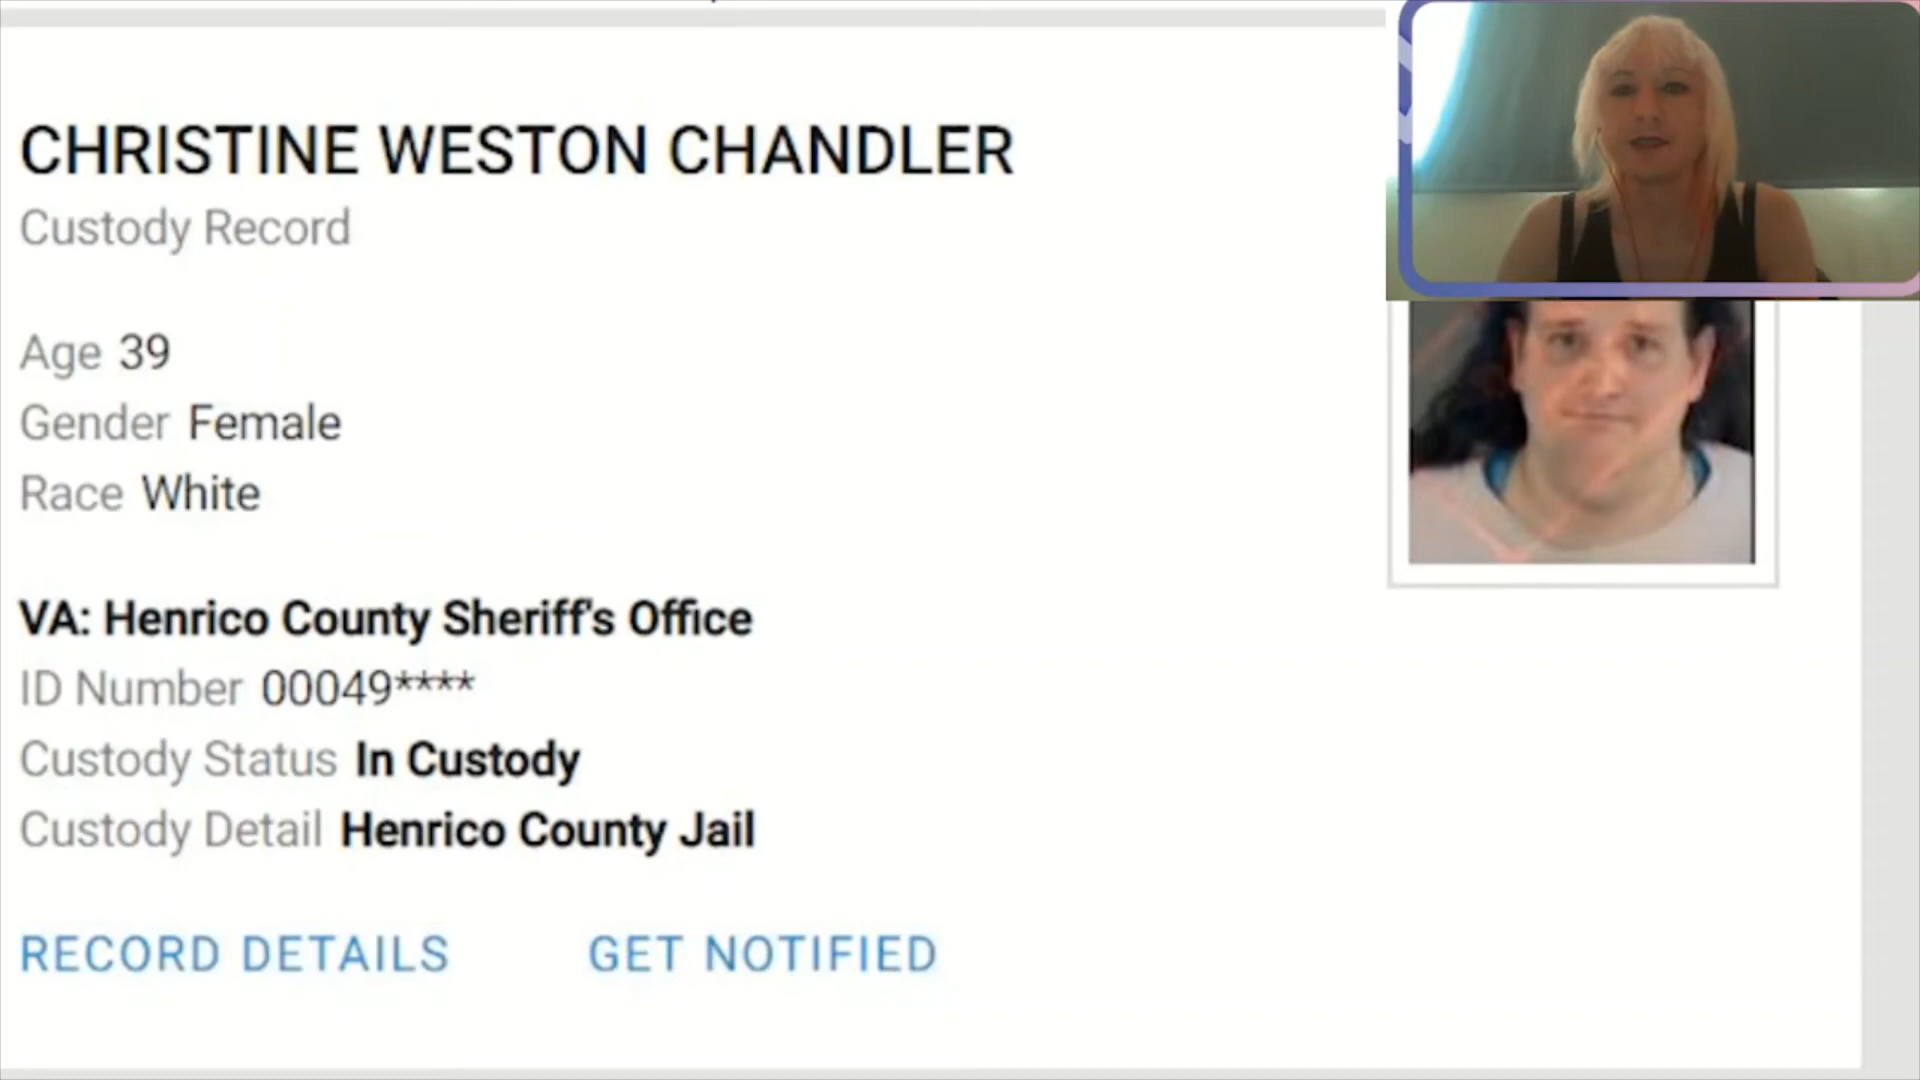 CHRISTINE WESTON CHANDLER
Custody Record
Age 39
Gender Female
Race White
VA: Henrico County Sheriff's Office
ID Number 00049****
Custody Status In Custody
Custody Detail Henrico County Jail
RECORD DETAILS
GET NOTIFIED